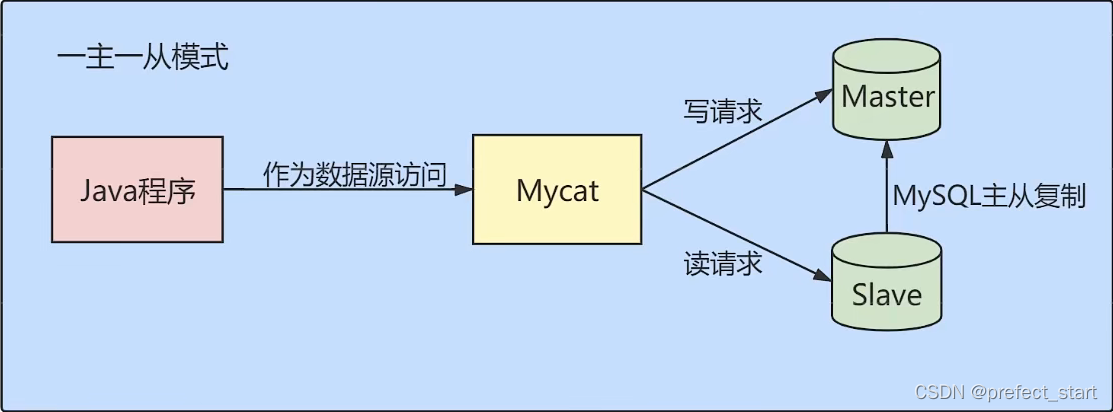 一主一从模式
Java程序
作为数据源访问
Mycat
写请求
读请求
Master
MySQL主从复制
Slave
CSDN @prefect_start